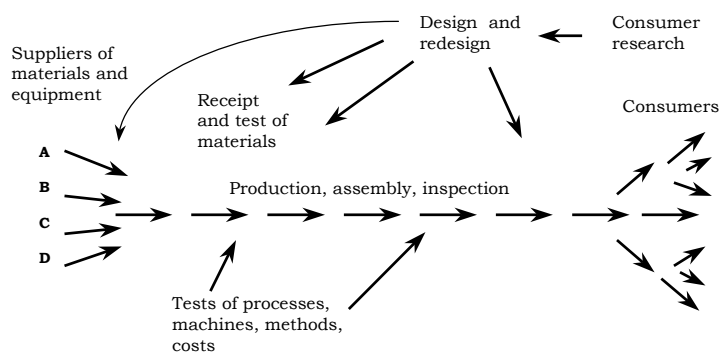 Design and
redesign
Consumer
research
Suppliers of
materials and
equipment
Receipt
and test of
materials
Consumers
A
B
C
D
Production, assembly, inspection
Tests of processes,
machines, methods,
costs